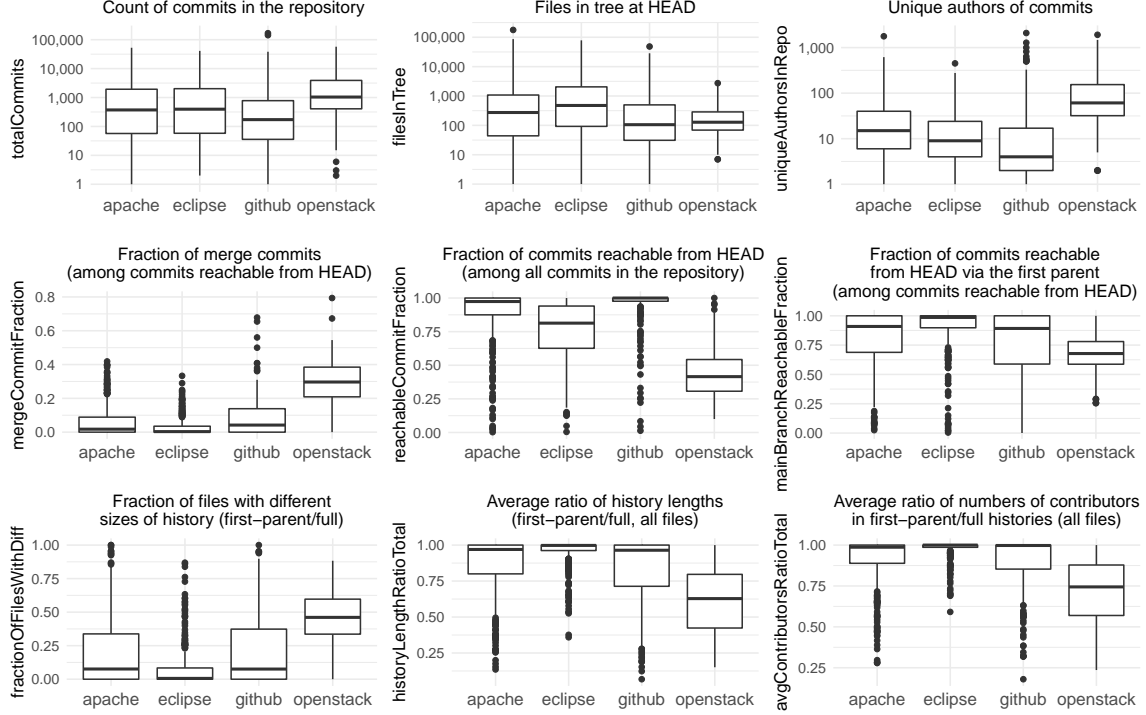 Count of commits in the repository
totalCommits
100,000
10,000
1,000
100
10
1
apache eclipse github openstack
Files in tree at HEAD
filesInTree
100,000
10,000
1,000
100
10
1
apache eclipse github openstack
Unique authors of commits
uniqueAuthorsInRepo
1,000
100
10
1
apache eclipse github openstack
Fraction of merge commits
(among commits reachable from HEAD)
mergeCommitFraction
0.8
0.6
0.4
0.2
0.0
apache eclipse github openstack
Fraction of commits reachable from HEAD
(among all commits in the repository)
reachableCommitFraction
1.00
0.75
0.50
0.25
0.00
apache eclipse github openstack
Fraction of commits reachable
from HEAD via the first parent
(among commits reachable from HEAD)
mainBranchReachableFraction
1.00
0.75
0.50
0.25
0.00
apache eclipse github openstack
Fraction of files with different
sizes of history (first−parent/full)
fractionOfFilesWithDiff
1.00
0.75
0.50
0.25
0.00
apache eclipse github openstack
Average ratio of history lengths
(first−parent/full, all files)
historyLengthRatioTotal
1.00
0.75
0.50
0.25
apache eclipse github openstack
Average ratio of numbers of contributors
in first−parent/full histories (all files)
avgContributorsRatioTotal
1.00
0.75
0.50
0.25
apache eclipse github openstack